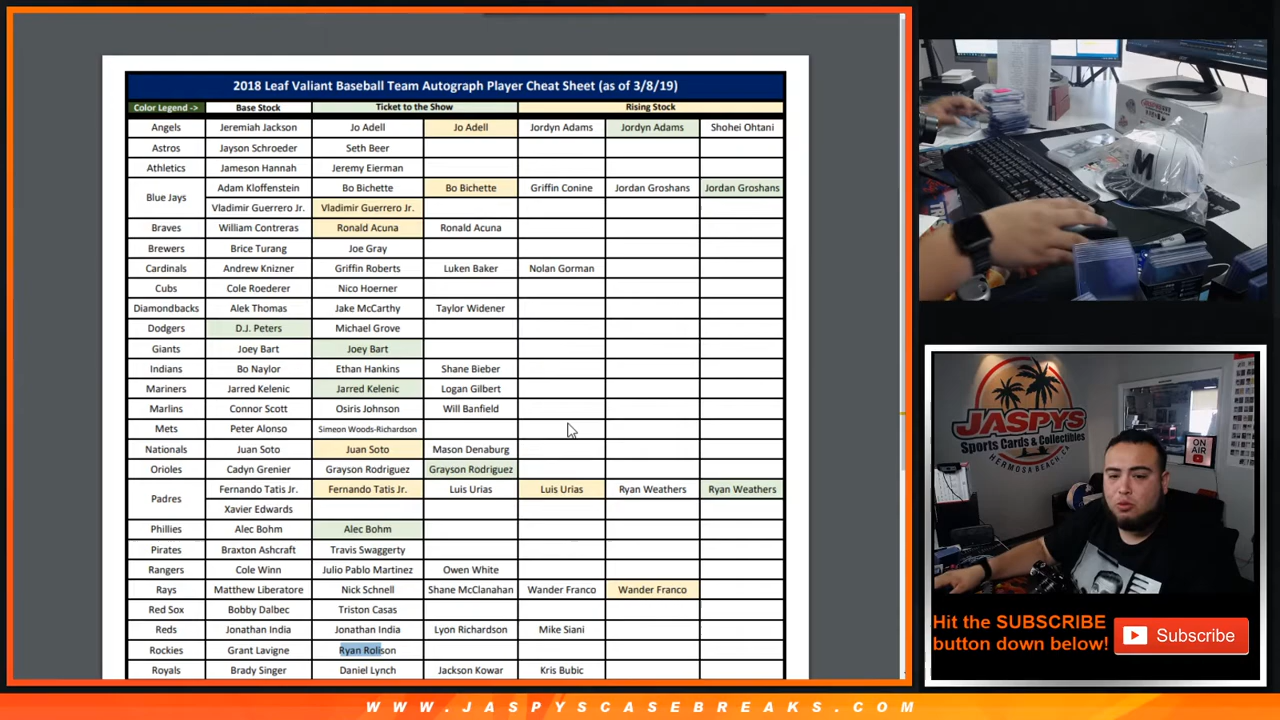 2018 Leaf Valiant Baseball Team Autograph Player Cheat Sheet (as of 3/8/19)
Color Legend -> Base Stock Ticket to the Show Rising Stock
Angels Jeremiah Jackson Jo Adell Jo Adell Jordyn Adams Jordyn Adams Shohei Ohtani
Astros Jayson Schroeder Seth Beer
Athletics Jameson Hannah Jeremy Eierman
Blue Jays Adam Kloffenstein Bo Bichette Bo Bichette Griffin Conine Jordan Groshans Jordan Groshans
Vladimir Guerrero Jr. Vladimir Guerrero Jr.
Braves William Contreras Ronald Acuna Ronald Acuna
Brewers Brice Turang Joe Gray
Cardinals Andrew Knizner Griffin Roberts Luken Baker Nolan Gorman
Cubs Cole Roederer Nico Hoerner
Diamondbacks Alek Thomas Jake McCarthy Taylor Widener
Dodgers D.J. Peters Michael Grove
Giants Joey Bart Joey Bart
Indians Bo Naylor Ethan Hankins Shane Bieber
Mariners Jarred Kelenic Jarred Kelenic Logan Gilbert
Marlins Connor Scott Osiris Johnson Will Banfield
Mets Peter Alonso Simeon Woods-Richardson
Nationals Juan Soto Juan Soto Mason Denaburg
Orioles Cadyn Grenier Grayson Rodriguez Grayson Rodriguez
Padres Fernando Tatis Jr. Fernando Tatis Jr. Luis Urias Luis Urias Ryan Weathers Ryan Weathers
Xavier Edwards
Phillies Alec Bohm Alec Bohm
Pirates Braxton Ashcraft Travis Swaggerty
Rangers Cole Winn Julio Pablo Martinez Owen White
Rays Matthew Liberatore Nick Schnell Shane McClanahan Wander Franco Wander Franco
Red Sox Bobby Dalbec Triston Casas
Reds Jonathan India Jonathan India Lyon Richardson Mike Siani
Rockies Grant Lavigne Ryan Rolison
Royals Brady Singer Daniel Lynch Jackson Kowar Kris Bubic
M
JASPYS
Sports Cards & Collectibles
HERMOSA BEACH, CA
ON AIR
Hit the SUBSCRIBE
button down below!
Subscribe
WWW.JASPYSCASEBREAKS.COM